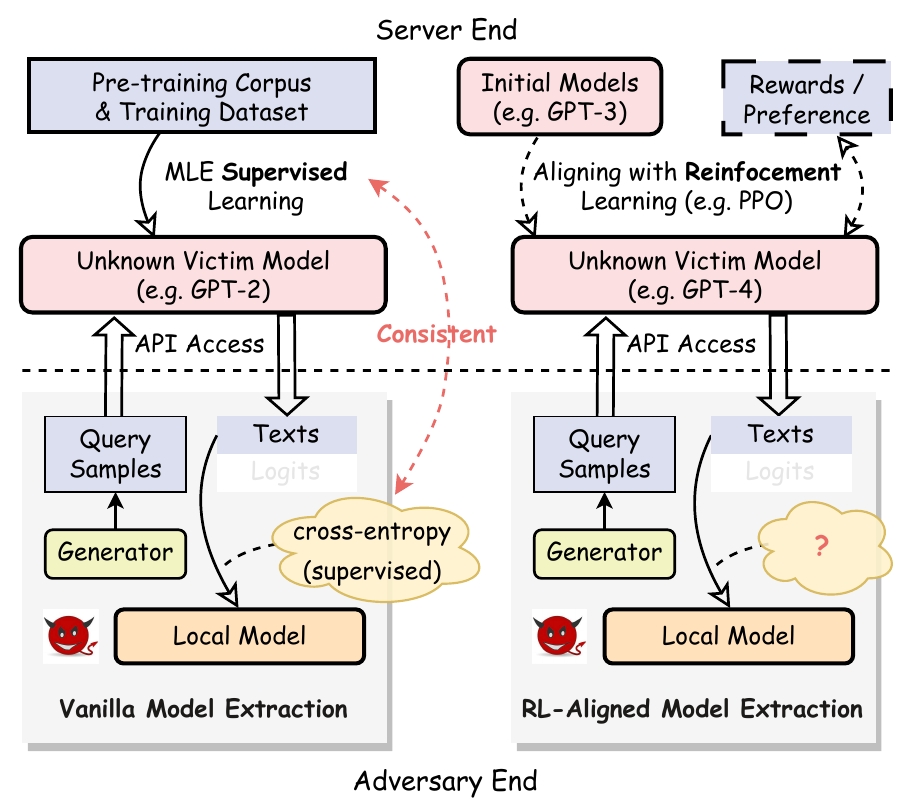 Server End
Pre-training Corpus
& Training Dataset
MLE Supervised
Learning
Unknown Victim Model
(e.g. GPT-2)
API Access
Consistent
Query
Samples
Texts
Logits
Generator
cross-entropy
(supervised)
Local Model
Vanilla Model Extraction
Initial Models
(e.g. GPT-3)
Rewards /
Preference
Aligning with Reinfocement
Learning (e.g. PPO)
Unknown Victim Model
(e.g. GPT-4)
API Access
Query
Samples
Texts
Logits
Generator
?
Local Model
RL-Aligned Model Extraction
Adversary End